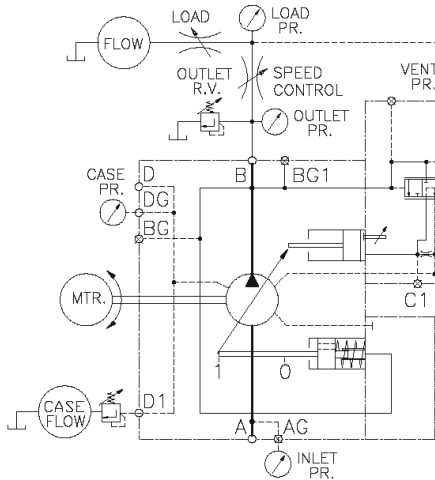 LOAD
LOAD
PR.
FLOW
OUTLET
R.V.
SPEED
CONTROL
VENT
PR.
OUTLET
PR.
D
B
BG1
CASE
PR.
DG
BG
MTR.
C1
1
0
D1
CASE
FLOW
A
AG
INLET
PR.